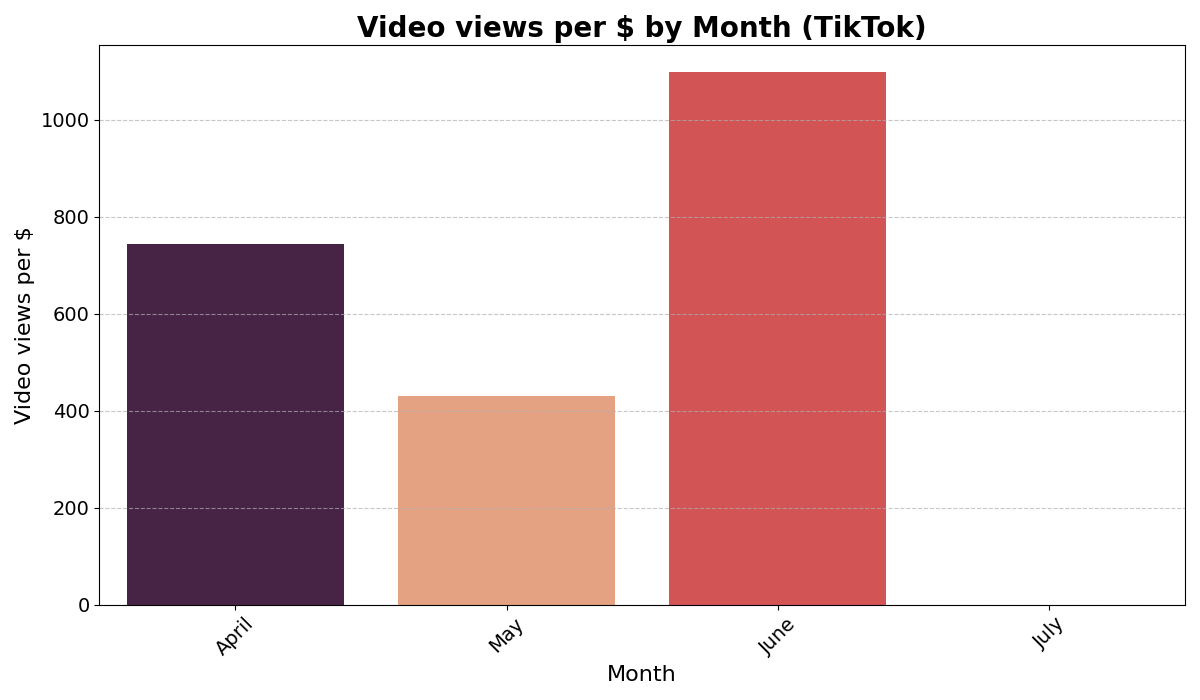 Video views per $ by Month (TikTok)
Video views per $
1000
800
600
400
200
0
April
May
June
July
Month